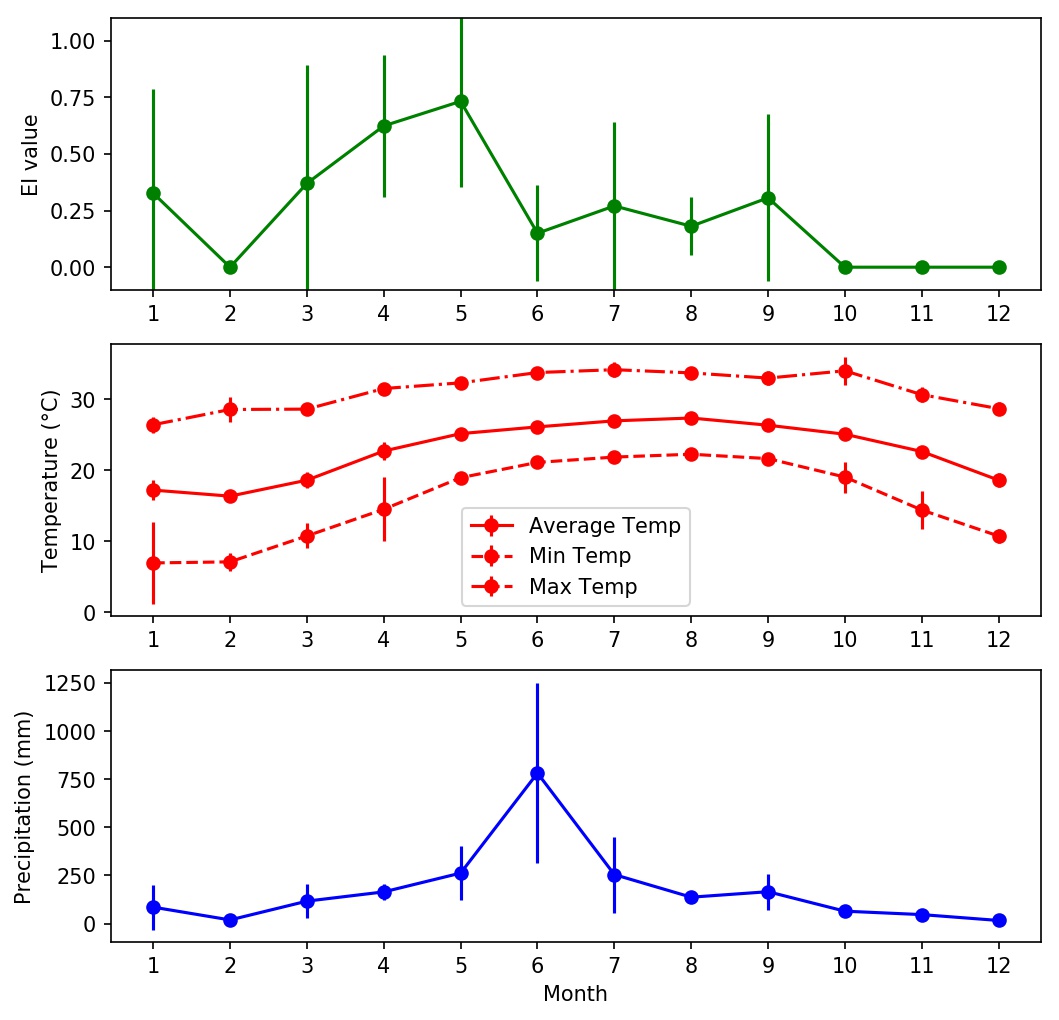 EI value
1.00
0.75
0.50
0.25
0.00
1 2 3 4 5 6 7 8 9 10 11 12
Temperature (°C)
30
20
10
0
Average Temp
Min Temp
Max Temp
1 2 3 4 5 6 7 8 9 10 11 12
Precipitation (mm)
1250
1000
750
500
250
0
1 2 3 4 5 6 7 8 9 10 11 12
Month